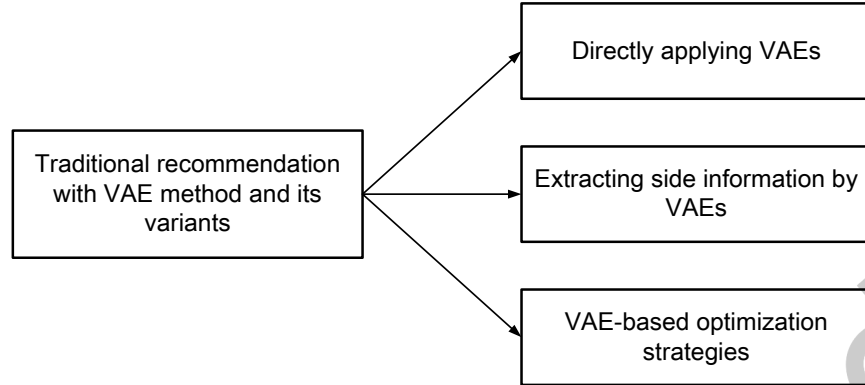 Directly applying VAEs
Traditional recommendation
with VAE method and its
variants
Extracting side information by
VAEs
VAE-based optimization
strategies